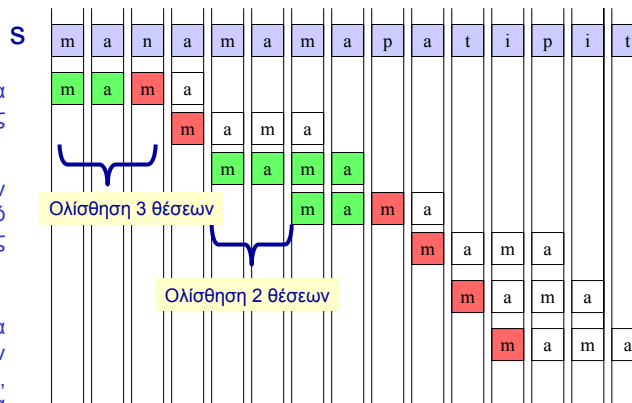 s m a n a m a m a p a t i p i t
α m a m a
ς m a m a
m a m a
ν
ό Ολίσθηση 3 θέσεων m a m a
ς m a m a
Ολίσθηση 2 θέσεων m a m a
α
ν m a m a
,